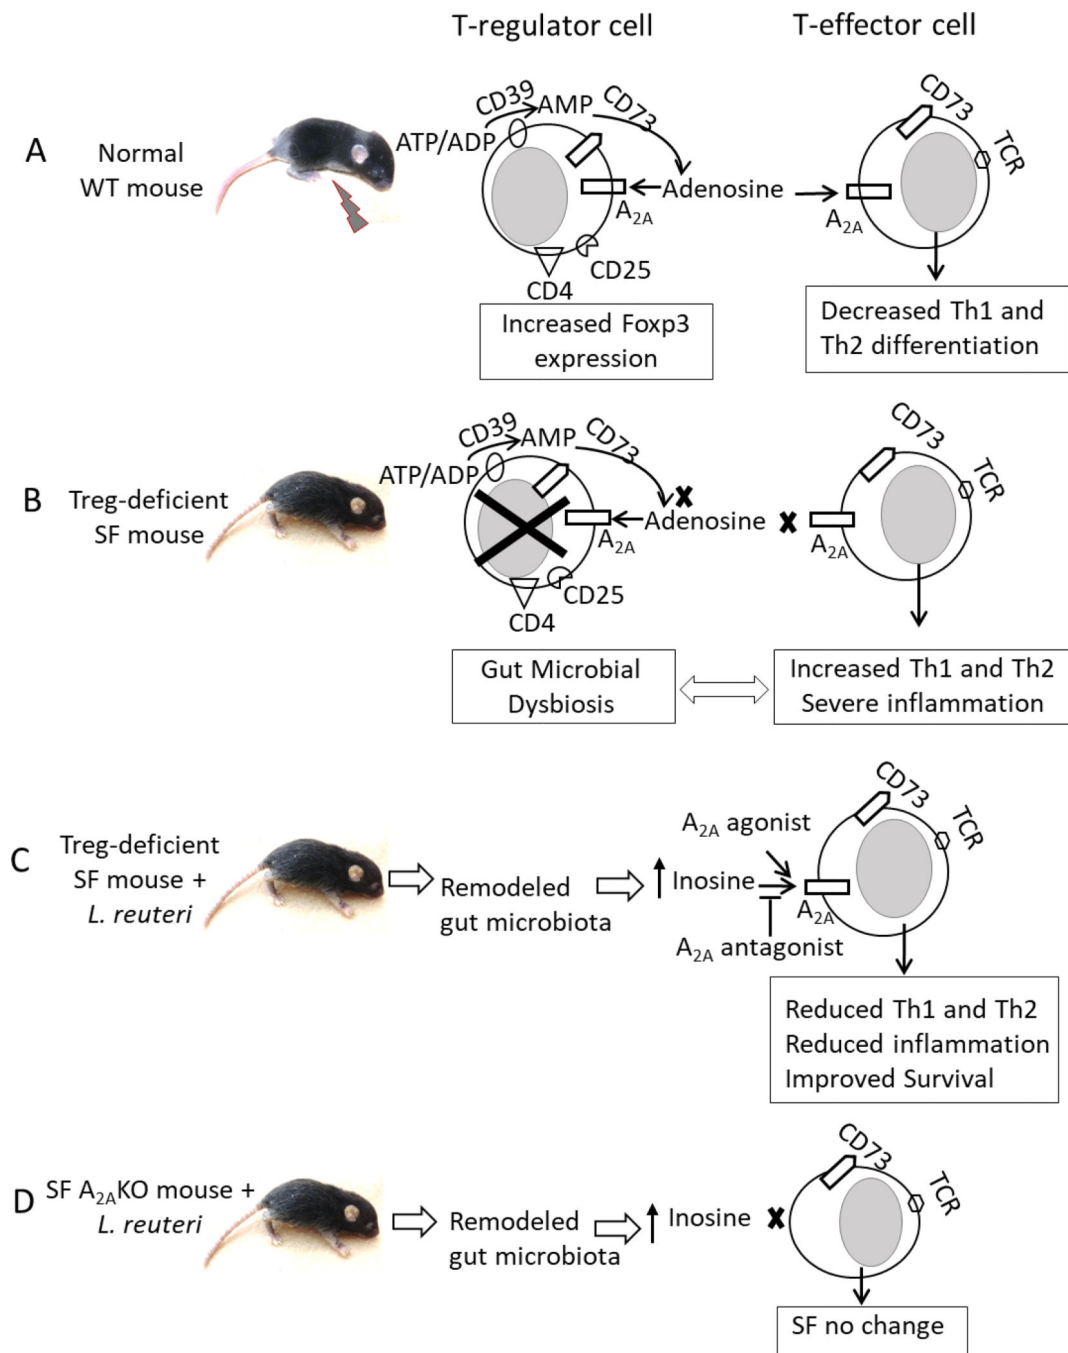 T-regulator cell
T-effector cell
A
Normal
WT mouse
ATP/ADP
CD39
AMP
CD73
Adenosine
A2A
CD25
CD4
Increased Foxp3
expression
CD73
TCR
A2A
Decreased Th1 and
Th2 differentiation
B
Treg-deficient
SF mouse
ATP/ADP
CD39
AMP
CD73
Adenosine
A2A
CD25
CD4
Gut Microbial
Dysbiosis
CD73
TCR
A2A
Increased Th1 and Th2
Severe inflammation
C
Treg-deficient
SF mouse +
L. reuteri
Remodeled
gut microbiota
Inosine
A2A agonist
A2A antagonist
CD73
TCR
A2A
Reduced Th1 and Th2
Reduced inflammation
Improved Survival
D
SF A2AKO mouse +
L. reuteri
Remodeled
gut microbiota
Inosine
CD73
TCR
SF no change